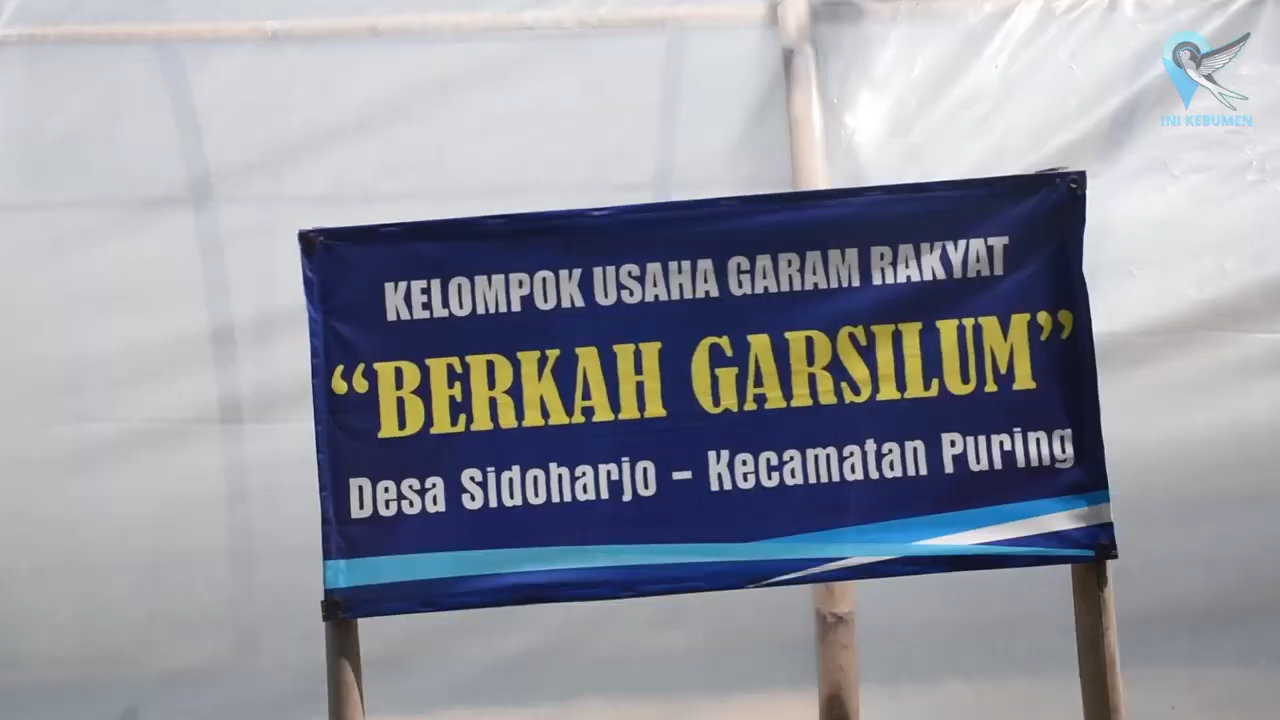 INI KEBUMEN
KELOMPOK USAHA GARAM RAKYAT
“BERKAH GARSILUM”
Desa Sidoharjo - Kecamatan Puring